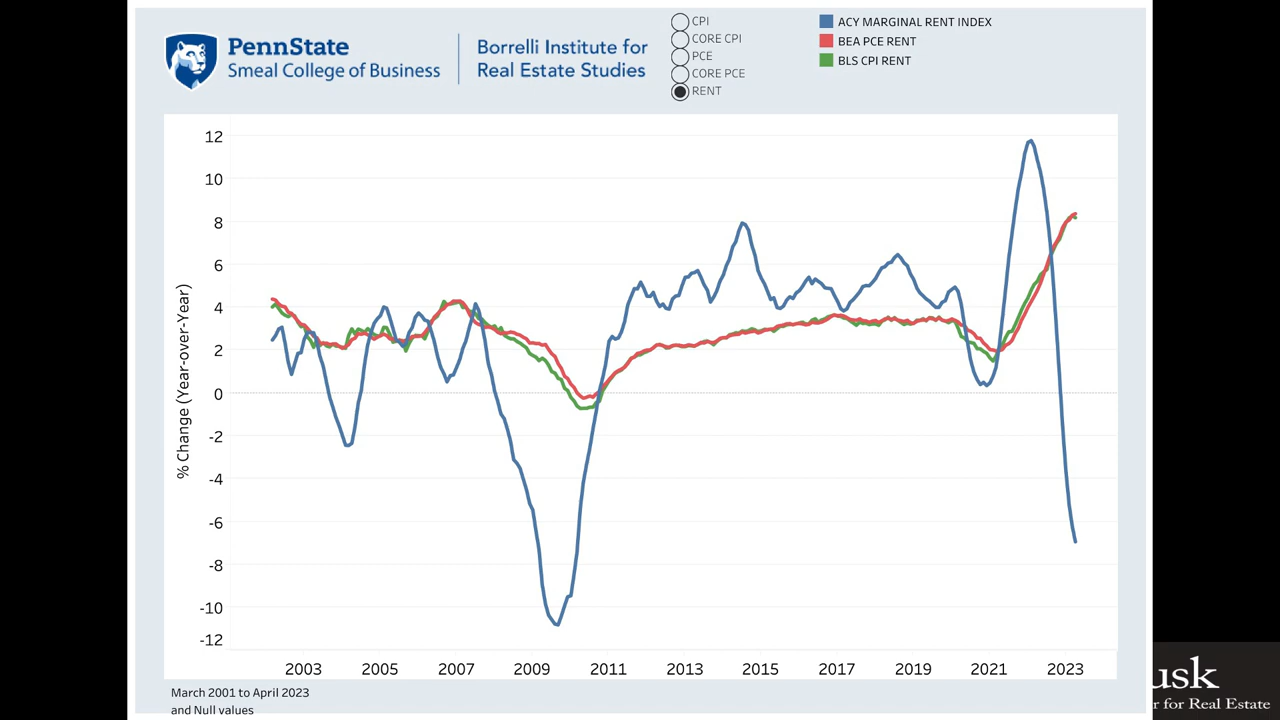 PennState
Smeal College of Business
Borrelli Institute for
Real Estate Studies
CPI
CORE CPI
PCE
CORE PCE
RENT
ACY MARGINAL RENT INDEX
BEA PCE RENT
BLS CPI RENT
% Change (Year-over-Year)
12
10
8
6
4
2
0
-2
-4
-6
-8
-10
-12
2003 2005 2007 2009 2011 2013 2015 2017 2019 2021 2023
March 2001 to April 2023
and Null values
usk
r for Real Estate